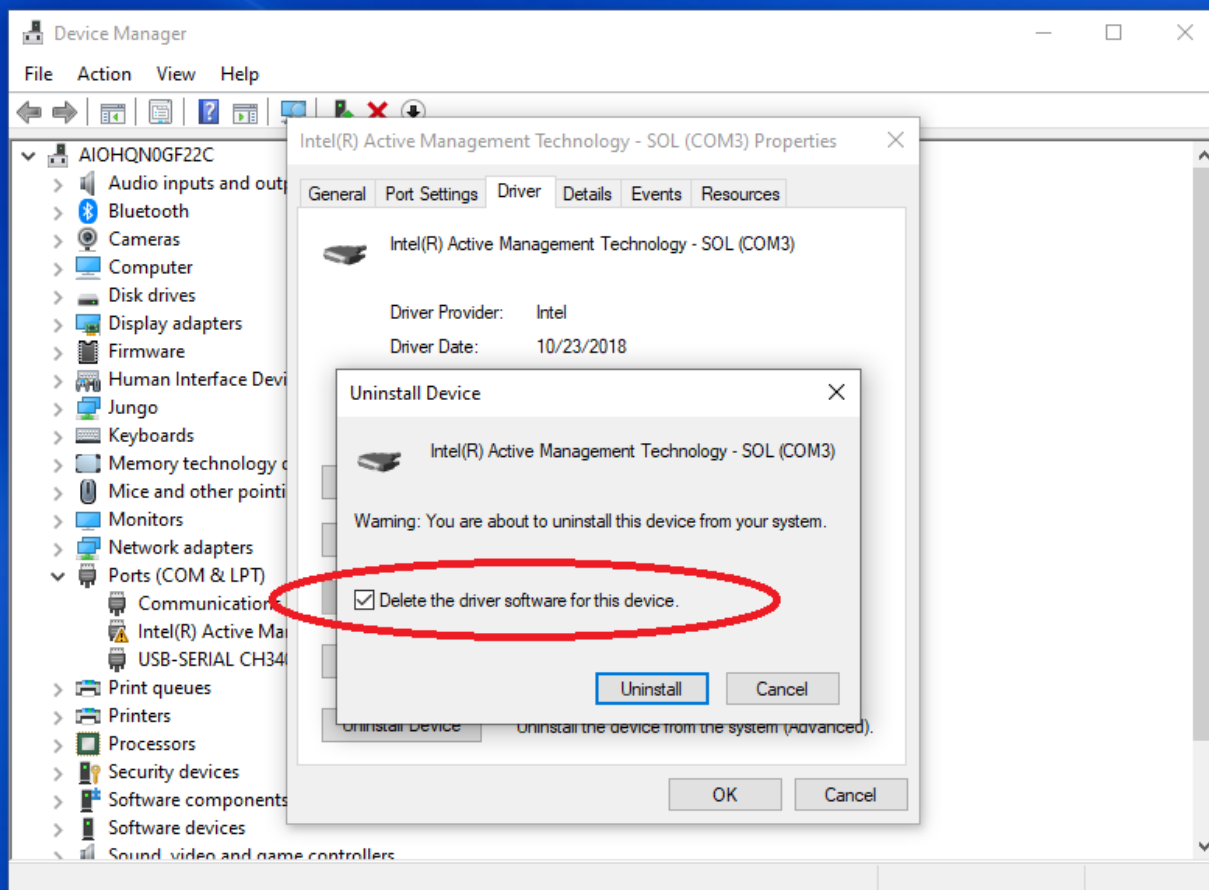 Device Manager
File Action View Help
AIOHQN0GF22C
Audio inputs and outp
Bluetooth
Cameras
Computer
Disk drives
Display adapters
Firmware
Human Interface Devi
Jungo
Keyboards
Memory technology d
Mice and other pointi
Monitors
Network adapters
Ports (COM & LPT)
Communication
Intel(R) Active Ma
USB-SERIAL CH340
Print queues
Printers
Processors
Security devices
Software components
Software devices
Sound, video and game controllers
Intel(R) Active Management Technology - SOL (COM3) Properties
General Port Settings Driver Details Events Resources
Intel(R) Active Management Technology - SOL (COM3)
Driver Provider: Intel
Driver Date: 10/23/2018
Uninstall Device
Intel(R) Active Management Technology - SOL (COM3)
Warning: You are about to uninstall this device from your system.
Delete the driver software for this device.
Uninstall Cancel
Uninstall Device Uninstall the device from the system (Advanced).
OK Cancel